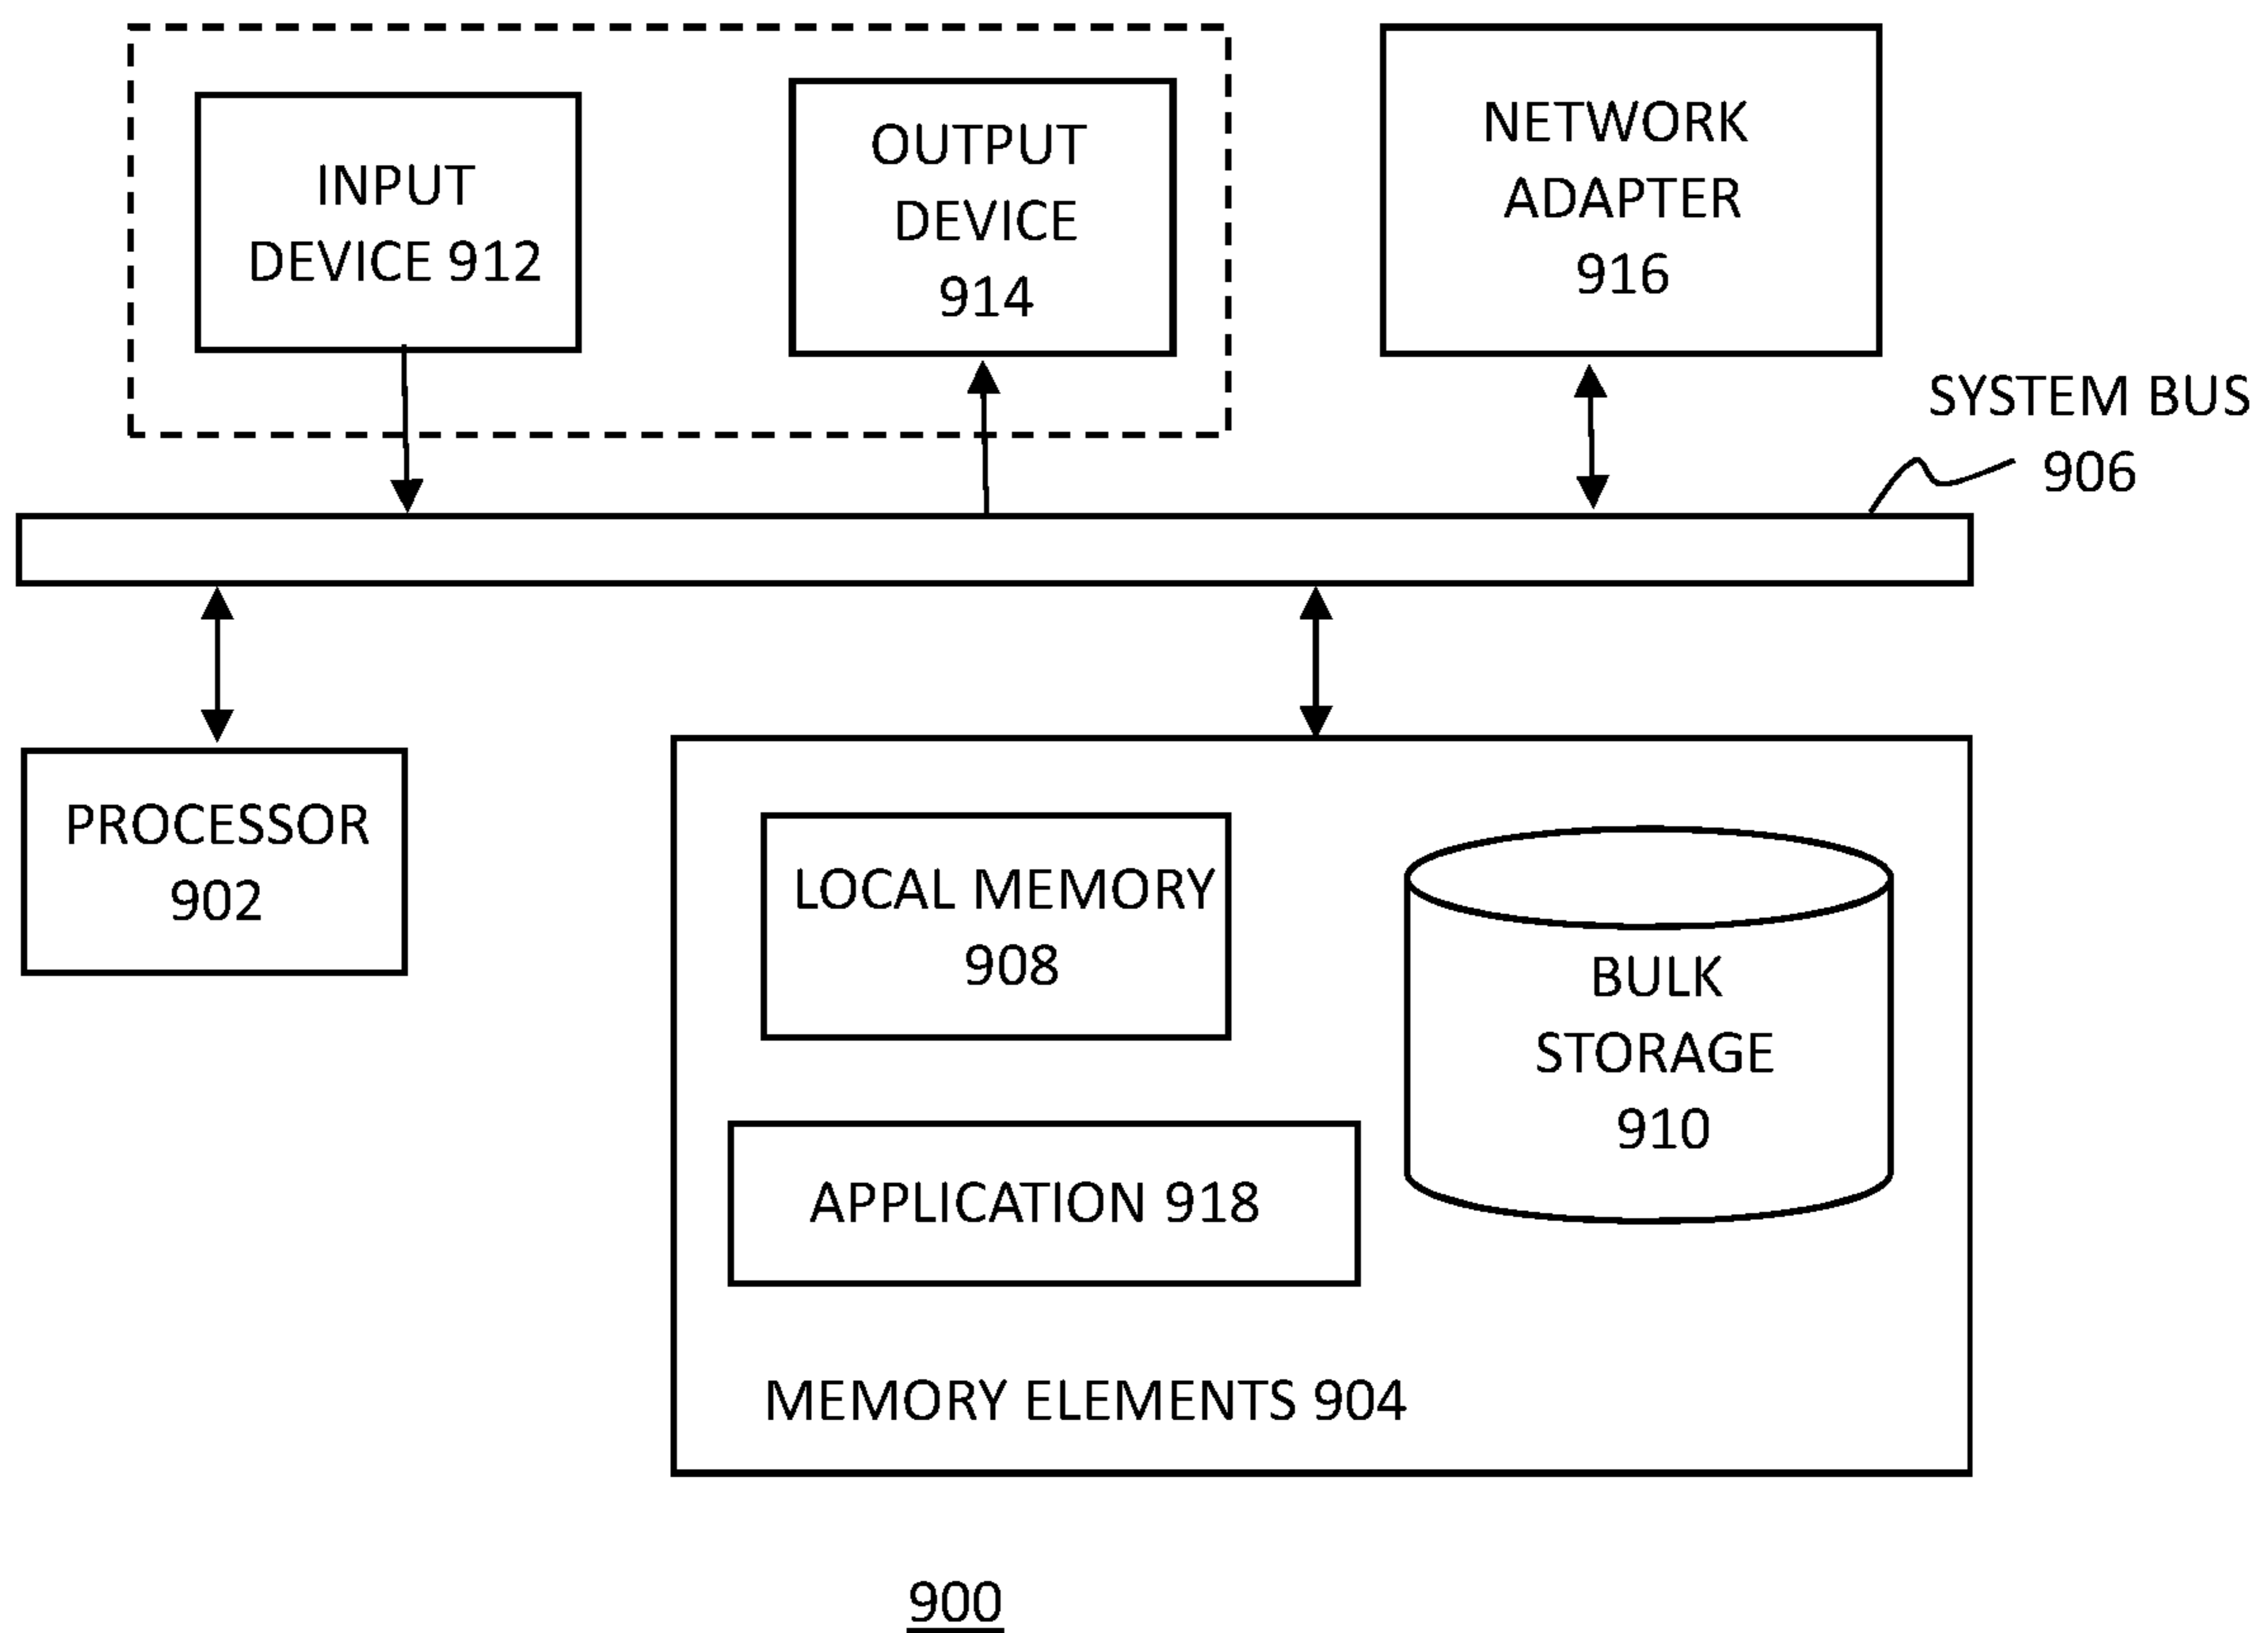 INPUT
DEVICE 912
OUTPUT
DEVICE
914
NETWORK
ADAPTER
916
SYSTEM BUS
906
PROCESSOR
902
LOCAL MEMORY
908
BULK
STORAGE
910
APPLICATION 918
MEMORY ELEMENTS 904
900